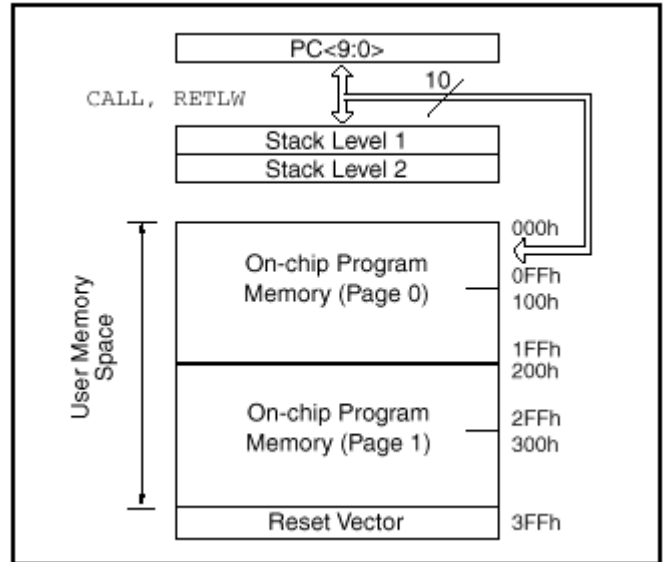 PC<9:0>
10
CALL, RETLW
Stack Level 1
Stack Level 2
User Memory
Space
000h
On-chip Program
Memory (Page 0)
0FFh
100h
1FFh
200h
On-chip Program
Memory (Page 1)
2FFh
300h
Reset Vector
3FFh